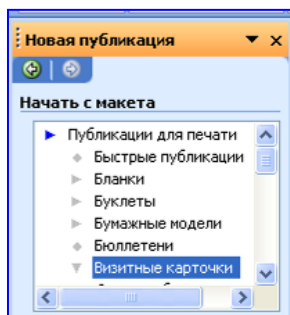 Новая публикация
Начать с макета
Публикации для печати
Быстрые публикации
Бланки
Буклеты
Бумажные модели
Бюллетени
Визитные карточки